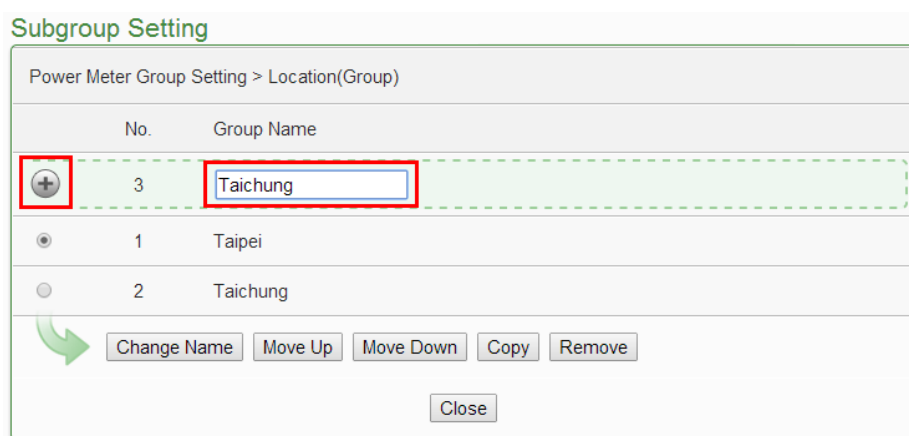 Subgroup Setting
Power Meter Group Setting > Location(Group)
No. Group Name
3 Taichung
1 Taipei
2 Taichung
Change Name Move Up Move Down Copy Remove
Close